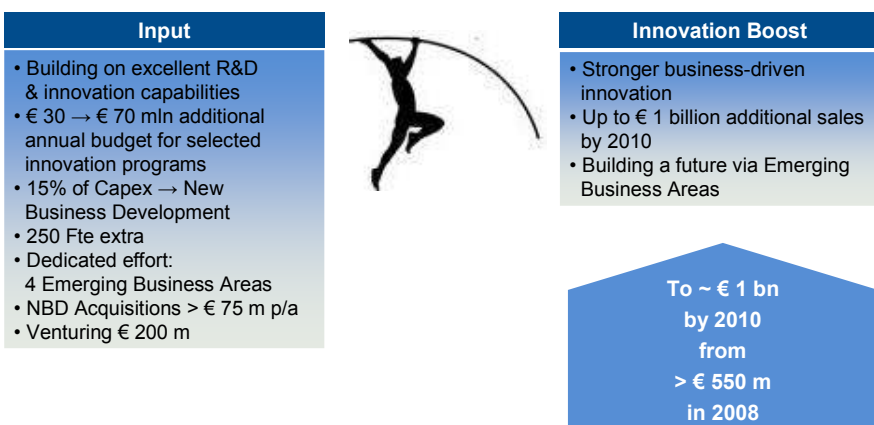 Input
• Building on excellent R&D
& innovation capabilities
• € 30 → € 70 mln additional
annual budget for selected
innovation programs
• 15% of Capex → New
Business Development
• 250 Fte extra
• Dedicated effort:
4 Emerging Business Areas
• NBD Acquisitions > € 75 m p/a
• Venturing € 200 m
Innovation Boost
• Stronger business-driven
innovation
• Up to € 1 billion additional sales
by 2010
• Building a future via Emerging
Business Areas
To ~ € 1 bn
by 2010
from
> € 550 m
in 2008